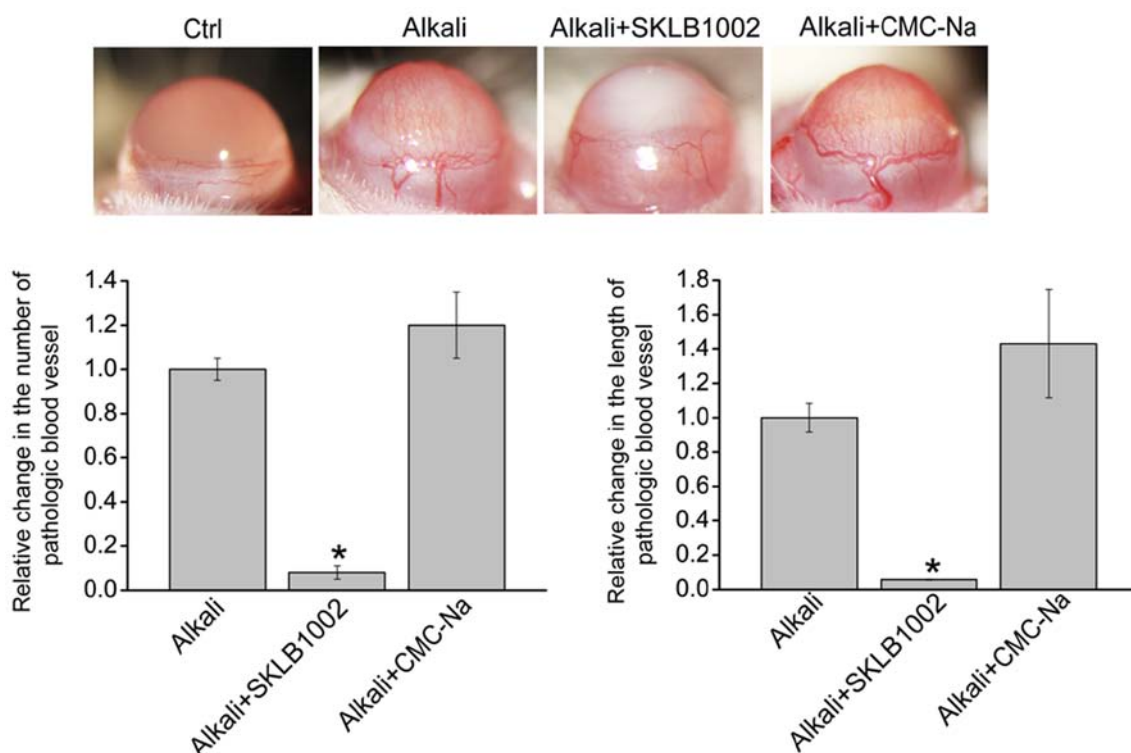 Ctrl
Alkali
Alkali+SKLB1002
Alkali+CMC-Na
Relative change in the number of
pathologic blood vessel
1.4
1.2
1.0
0.8
0.6
0.4
0.2
0.0
*
Alkali
Alkali+SKLB1002
Alkali+CMC-Na
Relative change in the length of
pathologic blood vessel
1.8
1.6
1.4
1.2
1.0
0.8
0.6
0.4
0.2
0.0
*
Alkali
Alkali+SKLB1002
Alkali+CMC-Na